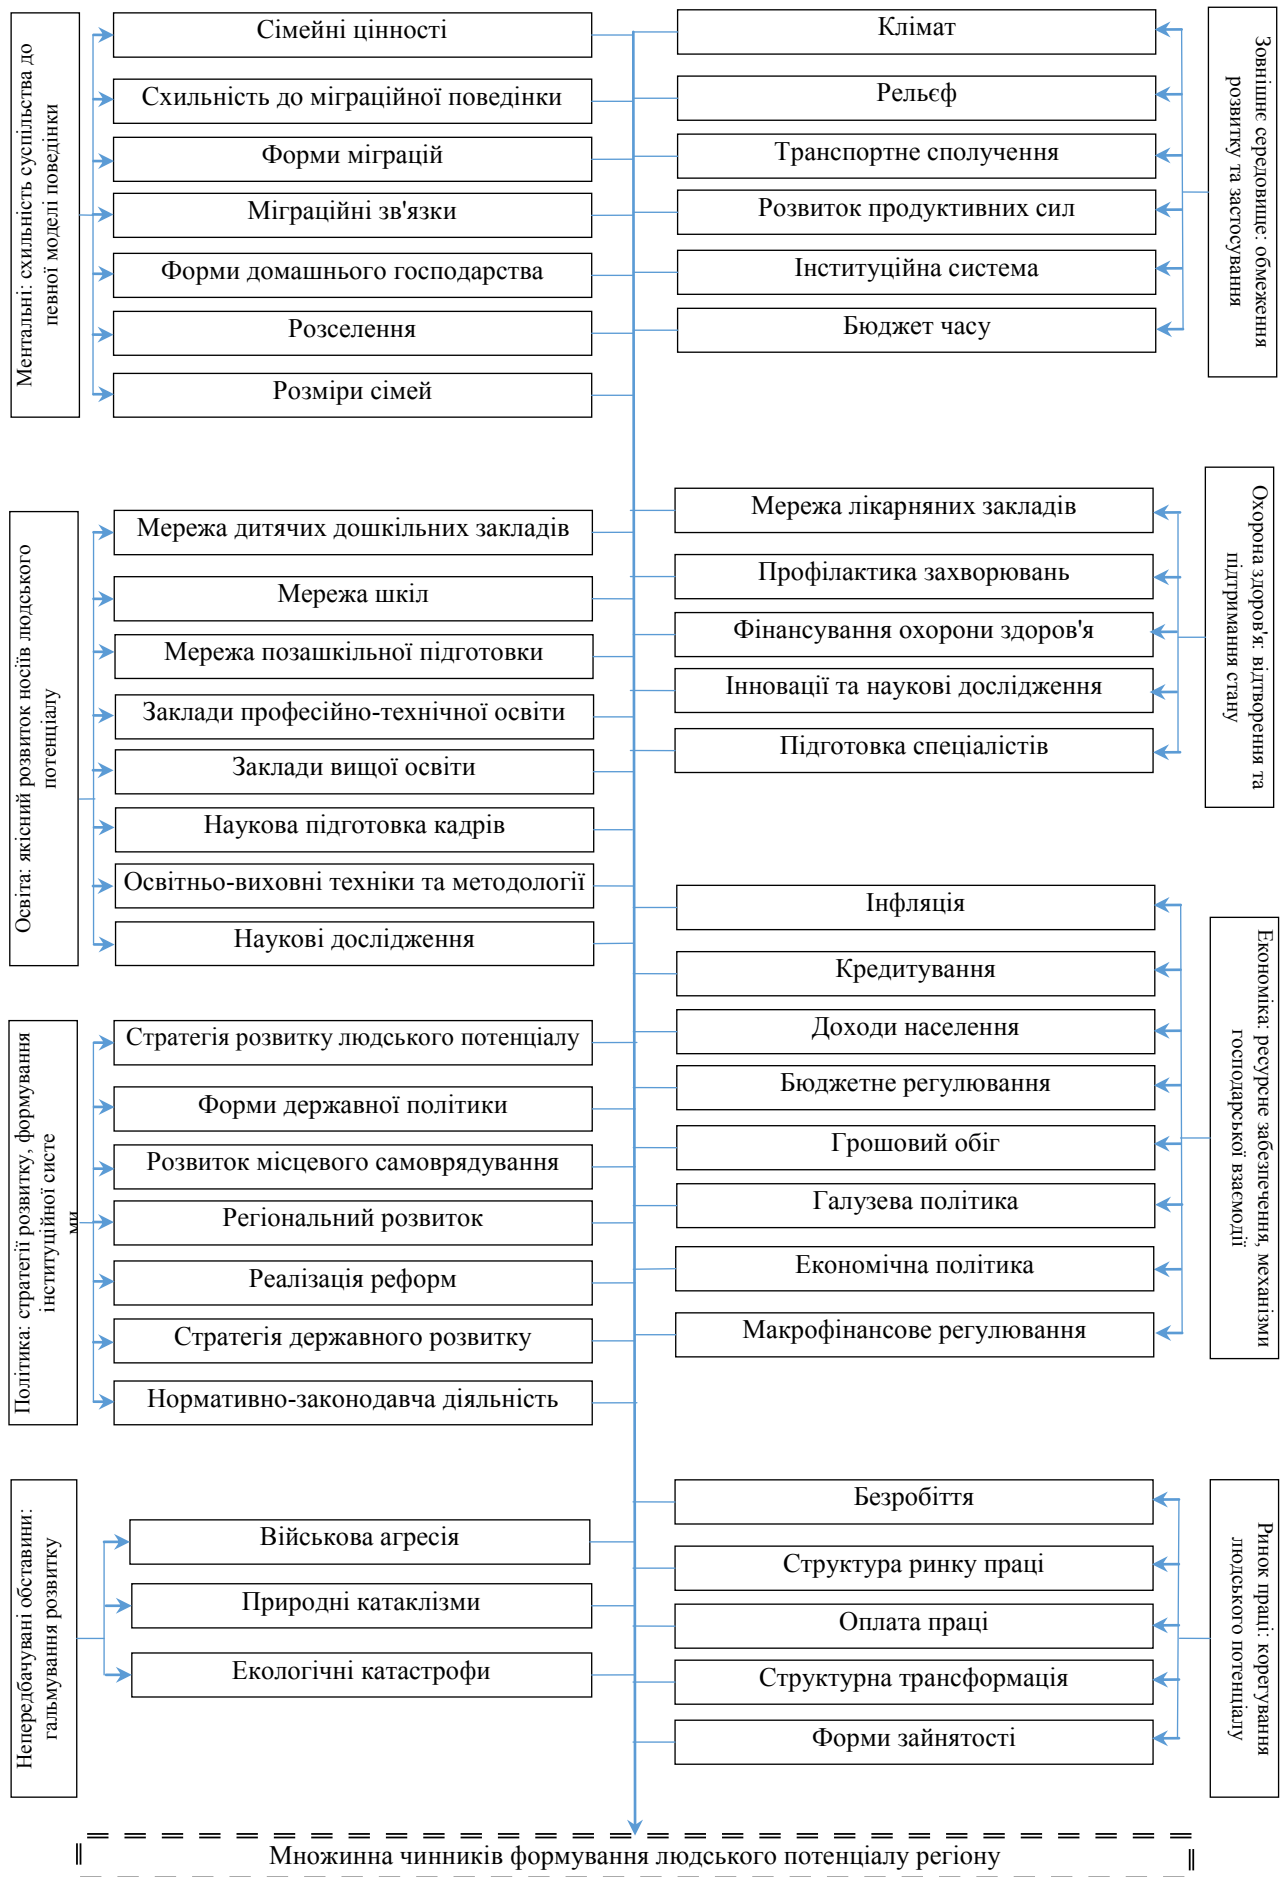 Ментальні: схильність суспільства до
певної моделі поведінки
Сімейні цінності
Схильність до міграційної поведінки
Форми міграцій
Міграційні зв'язки
Форми домашнього господарства
Розселення
Розміри сімей
Клімат
Рельєф
Транспортне сполучення
Розвиток продуктивних сил
Інституційна система
Бюджет часу
Зовнішнє середовище: обмеження
розвитку та застосування
Освіта: якісний розвиток носіїв людського
потенціалу
Мережа дитячих дошкільних закладів
Мережа шкіл
Мережа позашкільної підготовки
Заклади професійно-технічної освіти
Заклади вищої освіти
Наукова підготовка кадрів
Освітньо-виховні техніки та методології
Наукові дослідження
Мережа лікарняних закладів
Профілактика захворювань
Фінансування охорони здоров'я
Інновації та наукові дослідження
Підготовка спеціалістів
Охорона здоров'я: відтворення та
підтримання стану
Політика: стратегії розвитку, формування
інституційної систе
ми
Стратегія розвитку людського потенціалу
Форми державної політики
Розвиток місцевого самоврядування
Регіональний розвиток
Реалізація реформ
Стратегія державного розвитку
Нормативно-законодавча діяльність
Інфляція
Кредитування
Доходи населення
Бюджетне регулювання
Грошовий обіг
Галузева політика
Економічна політика
Макрофінансове регулювання
Економіка: ресурсне забезпечення, механізми
господарської взаємодії
Непередбачувані обставини:
гальмування розвитку
Військова агресія
Природні катаклізми
Екологічні катастрофи
Безробіття
Структура ринку праці
Оплата праці
Структурна трансформація
Форми зайнятості
Ринок праці: корегування
людського потенціалу
Множинна чинників формування людського потенціалу регіону